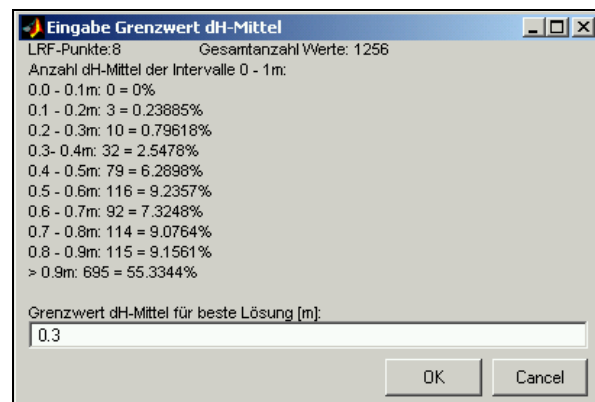 Eingabe Grenzwert dH-Mittel
LRF-Punkte:8 Gesamtanzahl Werte: 1256
Anzahl dH-Mittel der Intervalle 0 - 1m:
0.0 - 0.1m: 0 = 0%
0.1 - 0.2m: 3 = 0.23885%
0.2 - 0.3m: 10 = 0.79618%
0.3- 0.4m: 32 = 2.5478%
0.4 - 0.5m: 79 = 6.2898%
0.5 - 0.6m: 116 = 9.2357%
0.6 - 0.7m: 92 = 7.3248%
0.7 - 0.8m: 114 = 9.0764%
0.8 - 0.9m: 115 = 9.1561%
> 0.9m: 695 = 55.3344%
Grenzwert dH-Mittel für beste Lösung [m]:
0.3
OK Cancel